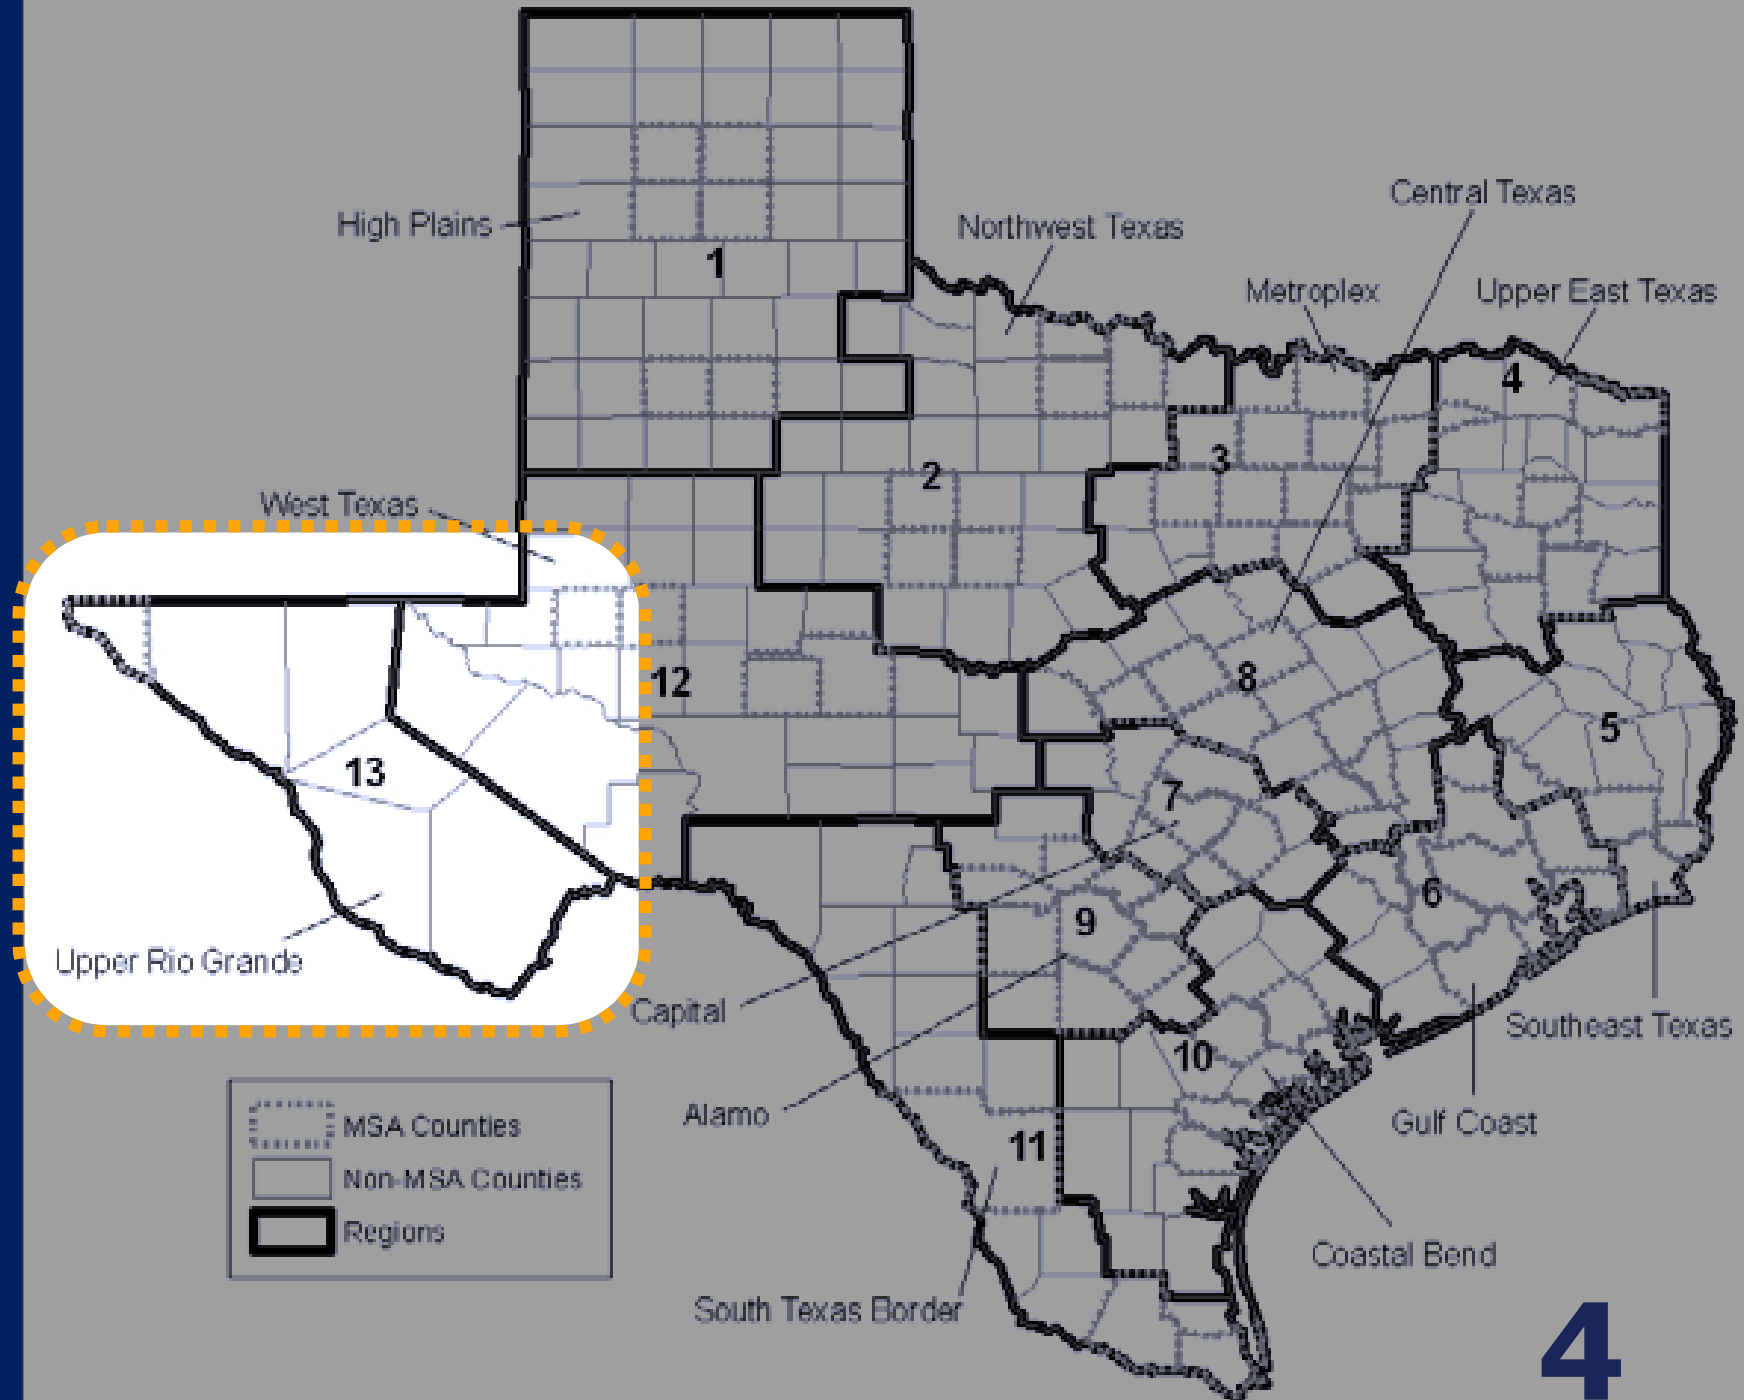 Central Texas
High Plains
Northwest Texas
1
Metroplex
Upper East Texas
4
2
3
West Texas
12
8
5
13
7
6
9
Upper Rio Grande
Capital
Southeast Texas
10
Alamo
MSA Counties
Gulf Coast
11
Non-MSA Counties
Regions
Coastal Bend
South Texas Border
4